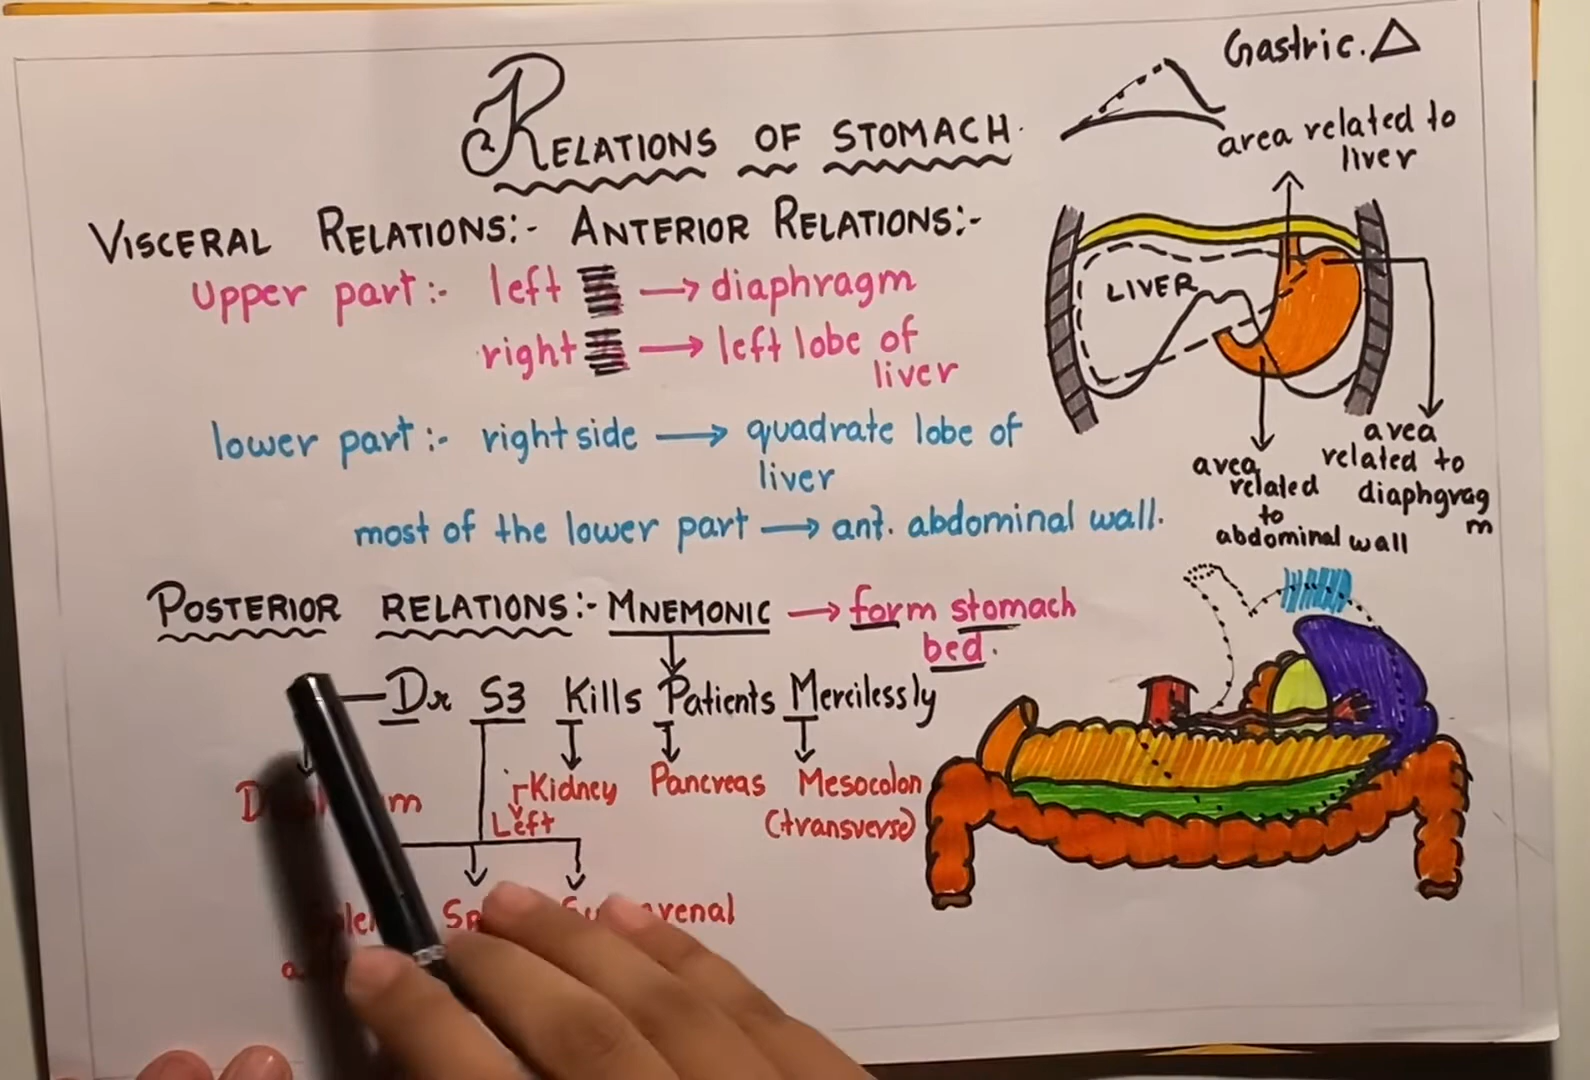 Gastric. △
RELATIONS OF STOMACH.
area related to
liver
VISCERAL RELATIONS:- ANTERIOR RELATIONS:-
Upper part:- left → diaphragm
right → left lobe of
liver
LIVER
lower part:- right side → quadrate lobe of
liver
most of the lower part → ant. abdominal wall.
area
related
to
abdominal wall
area
related to
diaphgrag
m
POSTERIOR RELATIONS:- MNEMONIC → form stomach
bed.
Dr S3 Kills Patients Mercilessly
Kidney
Left
Pancreas
Mesocolon
(transverse)